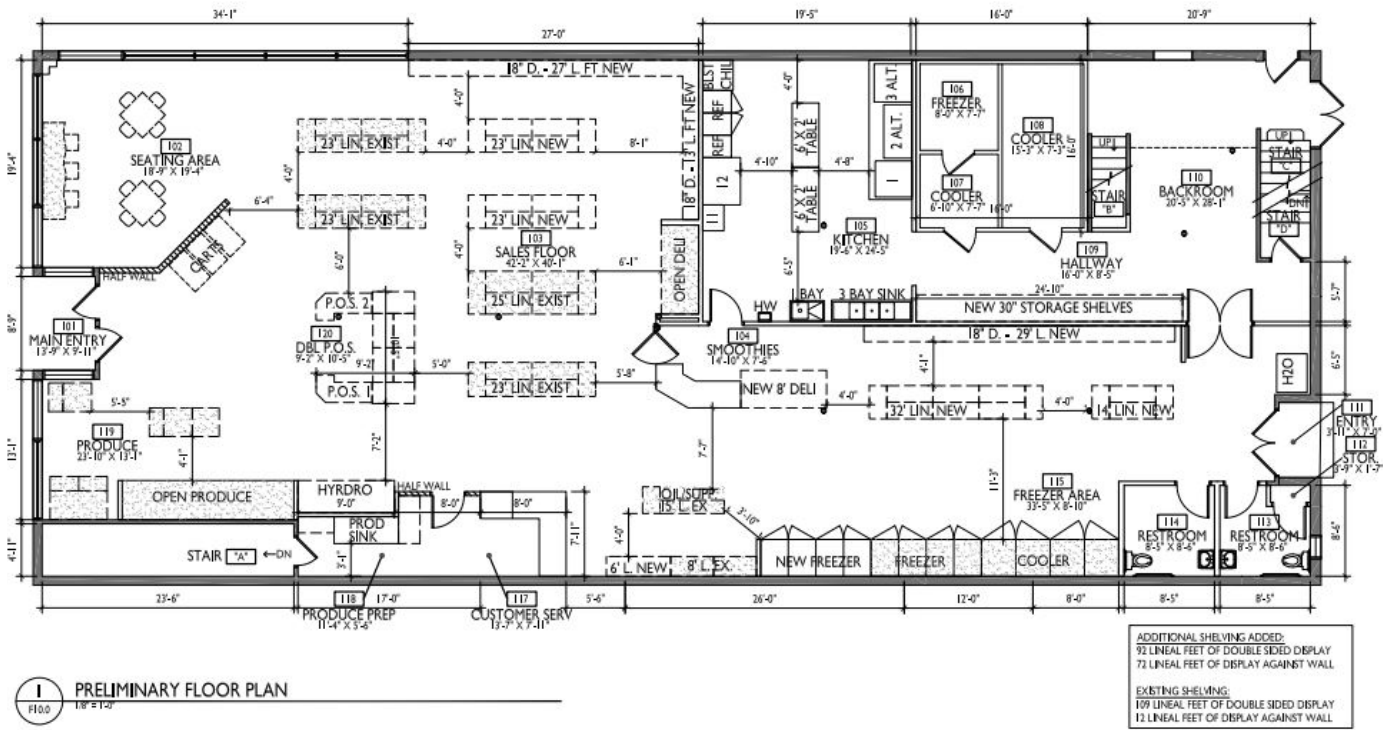 34'-1"
27'-0"
19'-5"
16'-0"
20'-9"
18" D. - 27' L. FT NEW
18" D. - 13' L. FT NEW
BLST
CHIL
REF
REF
12
11
4'-0"
6' X 2'
TABLE
6' X 2'
TABLE
3 ALT.
2 ALT.
1
4'-10"
4'-8"
6'-5"
106
FREEZER
8'-0" X 7'-7"
108
COOLER
15'-3" X 7'-3"
16'-0"
107
COOLER
6'-10" X 7'-7"
16'-0"
UP
STAIR
"B"
110
BACKROOM
20'-5" X 28'-1"
UP
STAIR
"C"
DN
STAIR
"D"
19'-4"
102
SEATING AREA
18'-9" X 19'-4"
4'-0"
23' LIN. EXIST
4'-0"
23' LIN. NEW
8'-1"
4'-0"
6'-4"
23' LIN. EXIST
23' LIN. NEW
103
SALES FLOOR
42'-2" X 40'-1"
4'-0"
6'-1"
OPEN DELI
105
KITCHEN
19'-6" X 24'-5"
109
HALLWAY
16'-0" X 8'-5"
CARTS
HALF WALL
6'-0"
25' LIN. EXIST
HW
1 BAY
3 BAY SINK
24'-10"
NEW 30" STORAGE SHELVES
5'-7"
8'-9"
101
MAIN ENTRY
13'-9" X 9'-11"
P.O.S. 2
120
DBL P.O.S.
9'-2" X 10'-5"
9'-2"
P.O.S. 1
5'-0"
23' LIN. EXIST
5'-8"
104
SMOOTHIES
14'-10" X 7'-6"
18" D. - 29' L. NEW
4'-1"
NEW 8' DELI
4'-0"
32' LIN. NEW
4'-0"
14' LIN. NEW
H2O
6'-5"
111
ENTRY
3'-11" X 7'-0"
112
STOR.
3'-9" X 1'-7"
13'-1"
5'-5"
119
PRODUCE
23'-10" X 13'-1"
4'-1"
7'-2"
7'-7"
11'-3"
OPEN PRODUCE
HYRDRO
9'-0"
HALF WALL
8'-0"
8'-0"
OIL/SUPP.
15' L. EX
3'-10"
115
FREEZER AREA
33'-5" X 8'-10"
114
RESTROOM
8'-5" X 8'-6"
113
RESTROOM
8'-5" X 8'-6"
8'-6"
4'-11"
STAIR "A" DN
PROD
SINK
3'-1"
7'-11"
4'-0"
6' L. NEW
8' L. EX.
NEW FREEZER
FREEZER
COOLER
23'-6"
118
17'-0"
PRODUCE PREP
11'-4" X 5'-6"
117
CUSTOMER SERV
13'-7" X 7'-11"
5'-6"
26'-0"
12'-0"
8'-0"
8'-5"
8'-5"
ADDITIONAL SHELVING ADDED:
92 LINEAL FEET OF DOUBLE SIDED DISPLAY
72 LINEAL FEET OF DISPLAY AGAINST WALL
EXISTING SHELVING:
109 LINEAL FEET OF DOUBLE SIDED DISPLAY
12 LINEAL FEET OF DISPLAY AGAINST WALL
1
F10.0
PRELIMINARY FLOOR PLAN
1/8" = 1'-0"